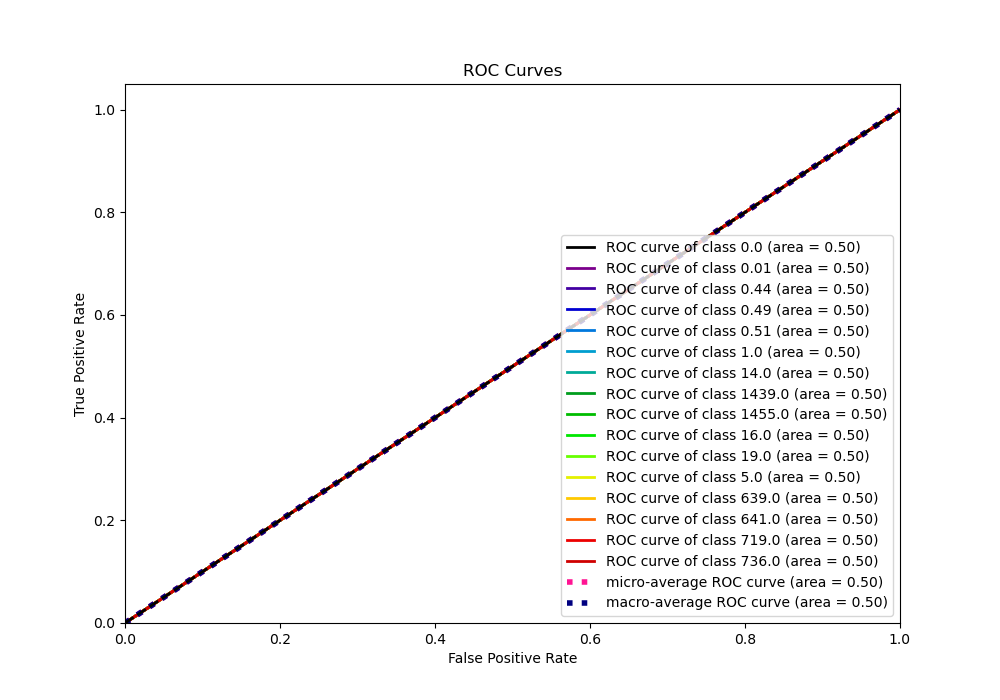 ROC Curves
1.0
0.8
0.6
0.4
0.2
0.0
True Positive Rate
ROC curve of class 0.0 (area = 0.50)
ROC curve of class 0.01 (area = 0.50)
ROC curve of class 0.44 (area = 0.50)
ROC curve of class 0.49 (area = 0.50)
ROC curve of class 0.51 (area = 0.50)
ROC curve of class 1.0 (area = 0.50)
ROC curve of class 14.0 (area = 0.50)
ROC curve of class 1439.0 (area = 0.50)
ROC curve of class 1455.0 (area = 0.50)
ROC curve of class 16.0 (area = 0.50)
ROC curve of class 19.0 (area = 0.50)
ROC curve of class 5.0 (area = 0.50)
ROC curve of class 639.0 (area = 0.50)
ROC curve of class 641.0 (area = 0.50)
ROC curve of class 719.0 (area = 0.50)
ROC curve of class 736.0 (area = 0.50)
micro-average ROC curve (area = 0.50)
macro-average ROC curve (area = 0.50)
0.0 0.2 0.4 0.6 0.8 1.0
False Positive Rate